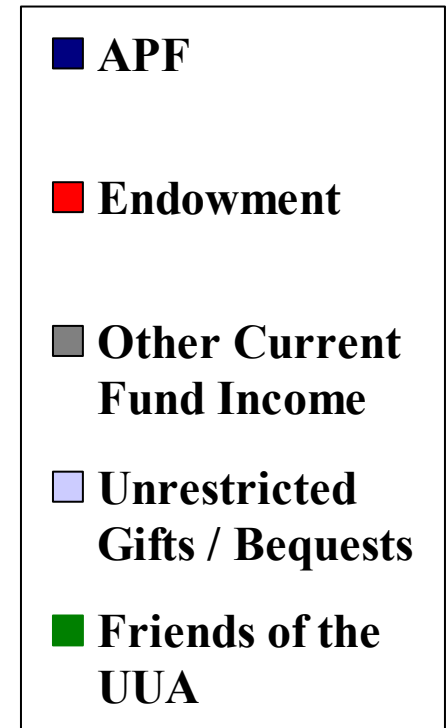 APF
Endowment
Other Current
Fund Income
Unrestricted
Gifts / Bequests
Friends of the
UUA